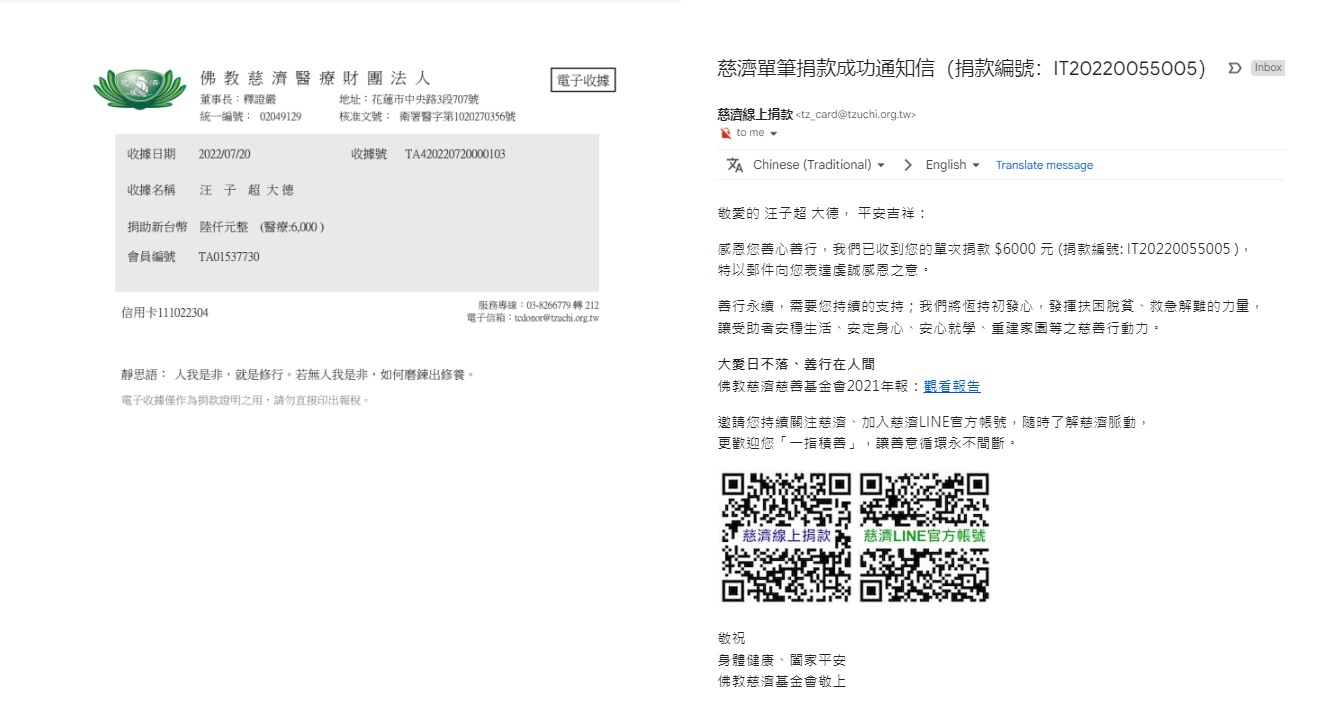 佛教慈濟醫療財團法人
電子收據
董事長：釋證嚴 地址：花蓮市中央路3段707號
統一編號： 02049129 核准文號： 衛署醫字第1020270356號
收據日期 2022/07/20 收據號 TA420220720000103
收據名稱 汪 子 超 大德
捐助新台幣 陸仟元整 (醫療:6,000 )
會員編號 TA01537730
信用卡111022304
服務專線：03-8266779 轉 212
電子信箱：tcdonor@tzuchi.org.tw
靜思語： 人我是非，就是修行。若無人我是非，如何磨鍊出修養。
電子收據僅作為捐款證明之用，請勿直接印出報稅。
慈濟單筆捐款成功通知信（捐款編號：IT20220055005） Inbox
慈濟線上捐款 <tz_card@tzuchi.org.tw>
to me
Chinese (Traditional) > English Translate message
敬愛的 汪子超 大德， 平安吉祥：
感恩您善心善行，我們已收到您的單次捐款 $6000 元 (捐款編號: IT20220055005 )，
特以郵件向您表達虔誠感恩之意。
善行永續，需要您持續的支持；我們將恆持初發心，發揮扶困脫貧、救急解難的力量，
讓受助者安穩生活、安定身心、安心就學、重建家園等之慈善行動力。
大愛日不落、善行在人間
佛教慈濟慈善基金會2021年報：觀看報告
邀請您持續關注慈濟、加入慈濟LINE官方帳號，隨時了解慈濟脈動，
更歡迎您「一指積善」，讓善意循環永不間斷。
慈濟線上捐款 慈濟LINE官方帳號
敬祝
身體健康、闔家平安
佛教慈濟基金會敬上